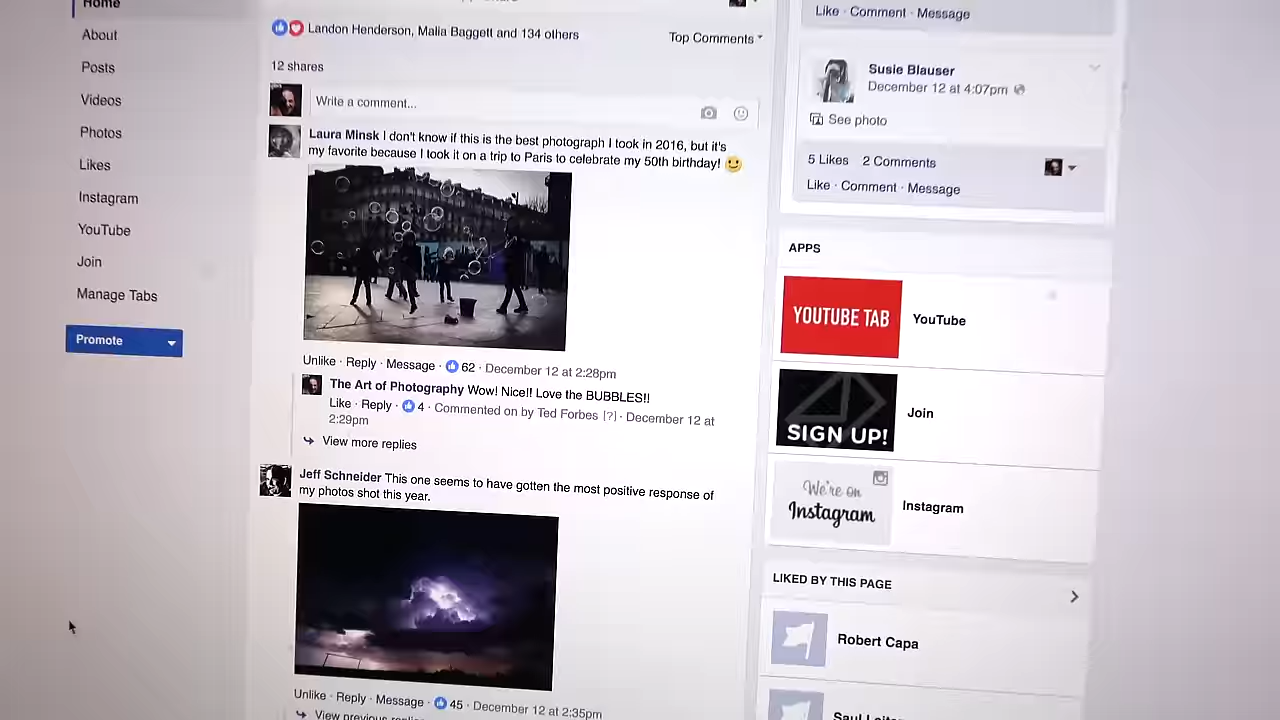 Home
About
Posts
Videos
Photos
Likes
Instagram
YouTube
Join
Manage Tabs
Promote
Landon Henderson, Malia Baggett and 134 others
Top Comments
12 shares
Write a comment...
Laura Minsk I don't know if this is the best photograph I took in 2016, but it's
my favorite because I took it on a trip to Paris to celebrate my 50th birthday!
Unlike · Reply · Message · 62 · December 12 at 2:28pm
The Art of Photography Wow! Nice!! Love the BUBBLES!!
Like · Reply · 4 · Commented on by Ted Forbes [?] · December 12 at
2:29pm
View more replies
Jeff Schneider This one seems to have gotten the most positive response of
my photos shot this year.
Unlike · Reply · Message · 45 · December 12 at 2:35pm
View previous
Like · Comment · Message
Susie Blauser
December 12 at 4:07pm
See photo
5 Likes 2 Comments
Like · Comment · Message
APPS
YOUTUBE TAB
YouTube
SIGN UP!
Join
We're on
Instagram
Instagram
LIKED BY THIS PAGE
Robert Capa
Saul